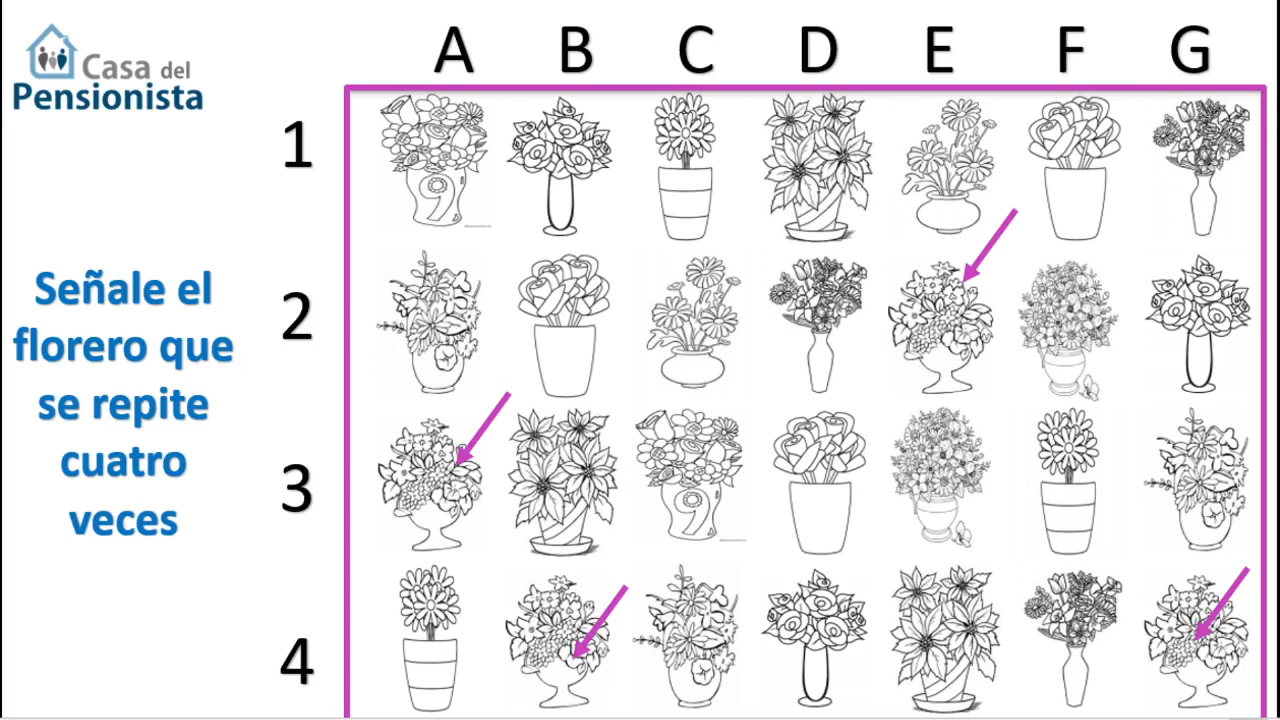 Casa del
Pensionista
A B C D E F G
1
2
3
4
Señale el
florero que
se repite
cuatro
veces
9
9